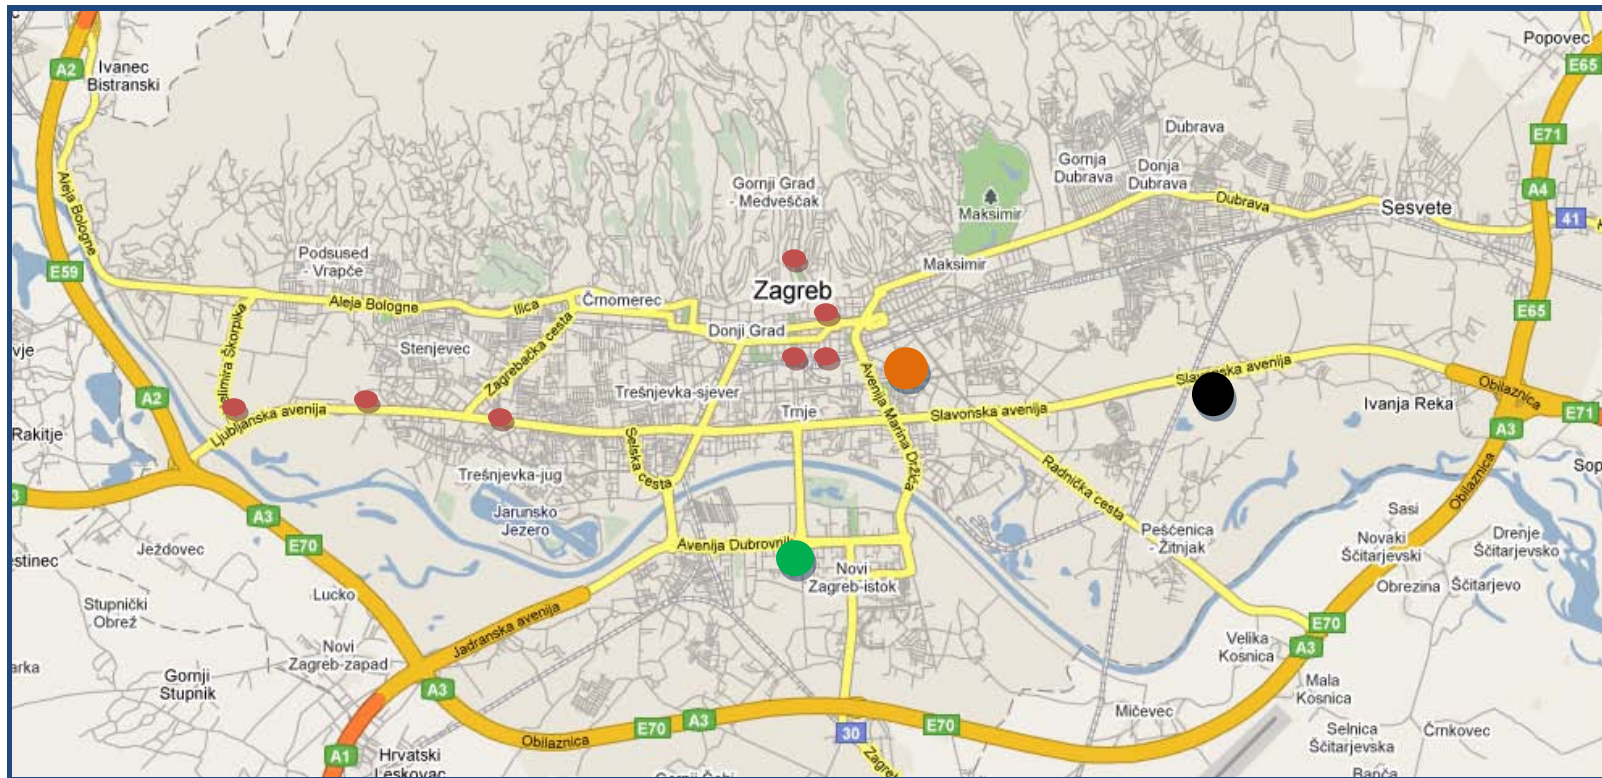 Popovec
A2
Ivanec
Bistranski
E65
E71
Dubrava
Gornja
Dubrava
Donja
Dubrava
Aleja Bologne
Gornji Grad
- Medveščak
A4
Maksimir
Dubrava
Sesvete
41
E59
Podsused
- Vrapče
Maksimir
Zagreb
Aleja Bologne
Ilica
Črnomerec
E65
Donji Grad
Stenjevec
Zagrebačka cesta
Avenija Marina Držića
Slavonska avenija
Obilaznica
A2
Trešnjevka-sjever
Ivanja Reka
E71
Ljubljanska avenija
Trnje
Slavonska avenija
A3
Rakitje
Selska cesta
Radnička cesta
Obilaznica
Trešnjevka-jug
Jarunsko
Jezero
Sasi
A3
E70
Ježdovec
Avenija Dubrovnik
Pešćenica
- Žitnjak
Novaki
Ščitarjevski
Drenje
Ščitarjevsko
Novi
Zagreb-istok
Obrezina
Ščitarjevo
Lucko
Stupnički
Obrež
Jadranska avenija
E70
Velika
Kosnica
A3
Novi
Zagreb-zapad
Gornji
Stupnik
A3
Mala
Kosnica
Mičevec
E70
A3
E70
30
Obilaznica
Selnica
Ščitarjevska
Črnkovec
A1
Hrvatski
Leskovac